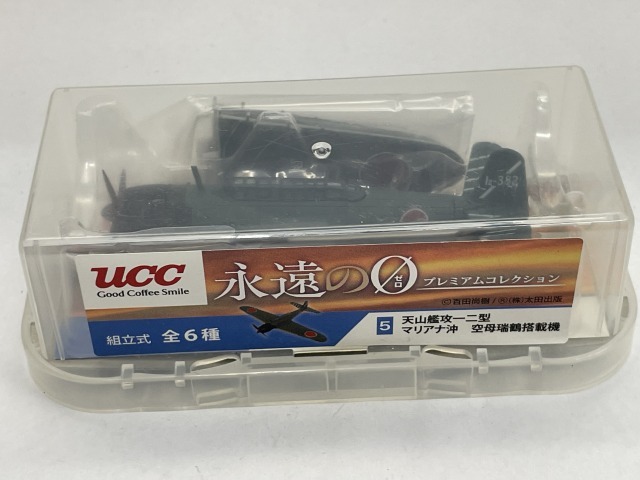 ucc
Good Coffee Smile
永遠の0
ゼロ
プレミアムコレクション
©百田尚樹/
(株)太田出版
組立式 全6種
5
天山艦攻一二型
マリアナ沖 空母瑞鶴搭載機